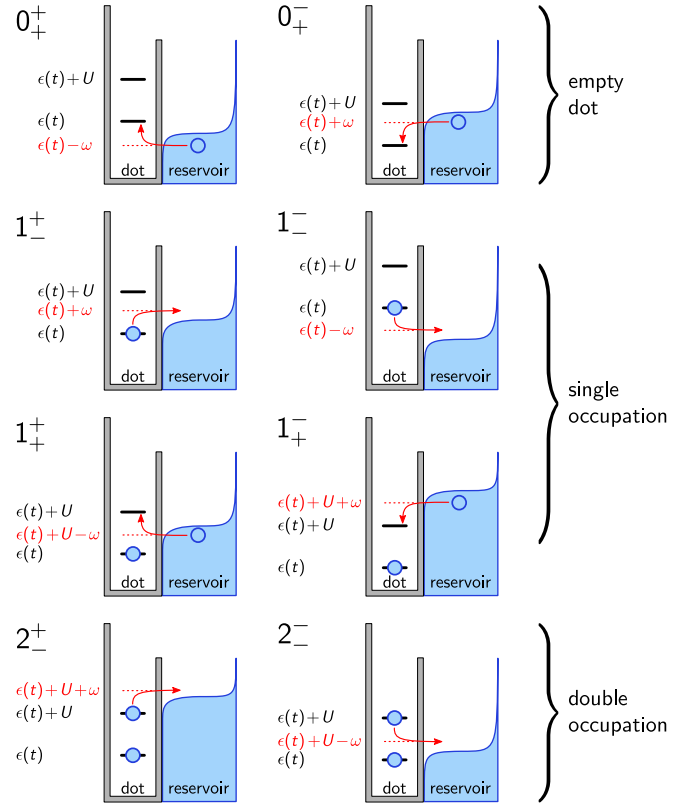 0₊⁺
ϵ(t)+U
ϵ(t)
ϵ(t)−ω
dot
reservoir
0₊⁻
ϵ(t)+U
ϵ(t)+ω
ϵ(t)
dot
reservoir
empty
dot
1₋⁺
ϵ(t)+U
ϵ(t)+ω
ϵ(t)
dot
reservoir
1₋⁻
ϵ(t)+U
ϵ(t)
ϵ(t)−ω
dot
reservoir
1₊⁺
ϵ(t)+U
ϵ(t)+U−ω
ϵ(t)
dot
reservoir
1₊⁻
ϵ(t)+U+ω
ϵ(t)+U
ϵ(t)
dot
reservoir
single
occupation
2₋⁺
ϵ(t)+U+ω
ϵ(t)+U
ϵ(t)
dot
reservoir
2₋⁻
ϵ(t)+U
ϵ(t)+U−ω
ϵ(t)
dot
reservoir
double
occupation